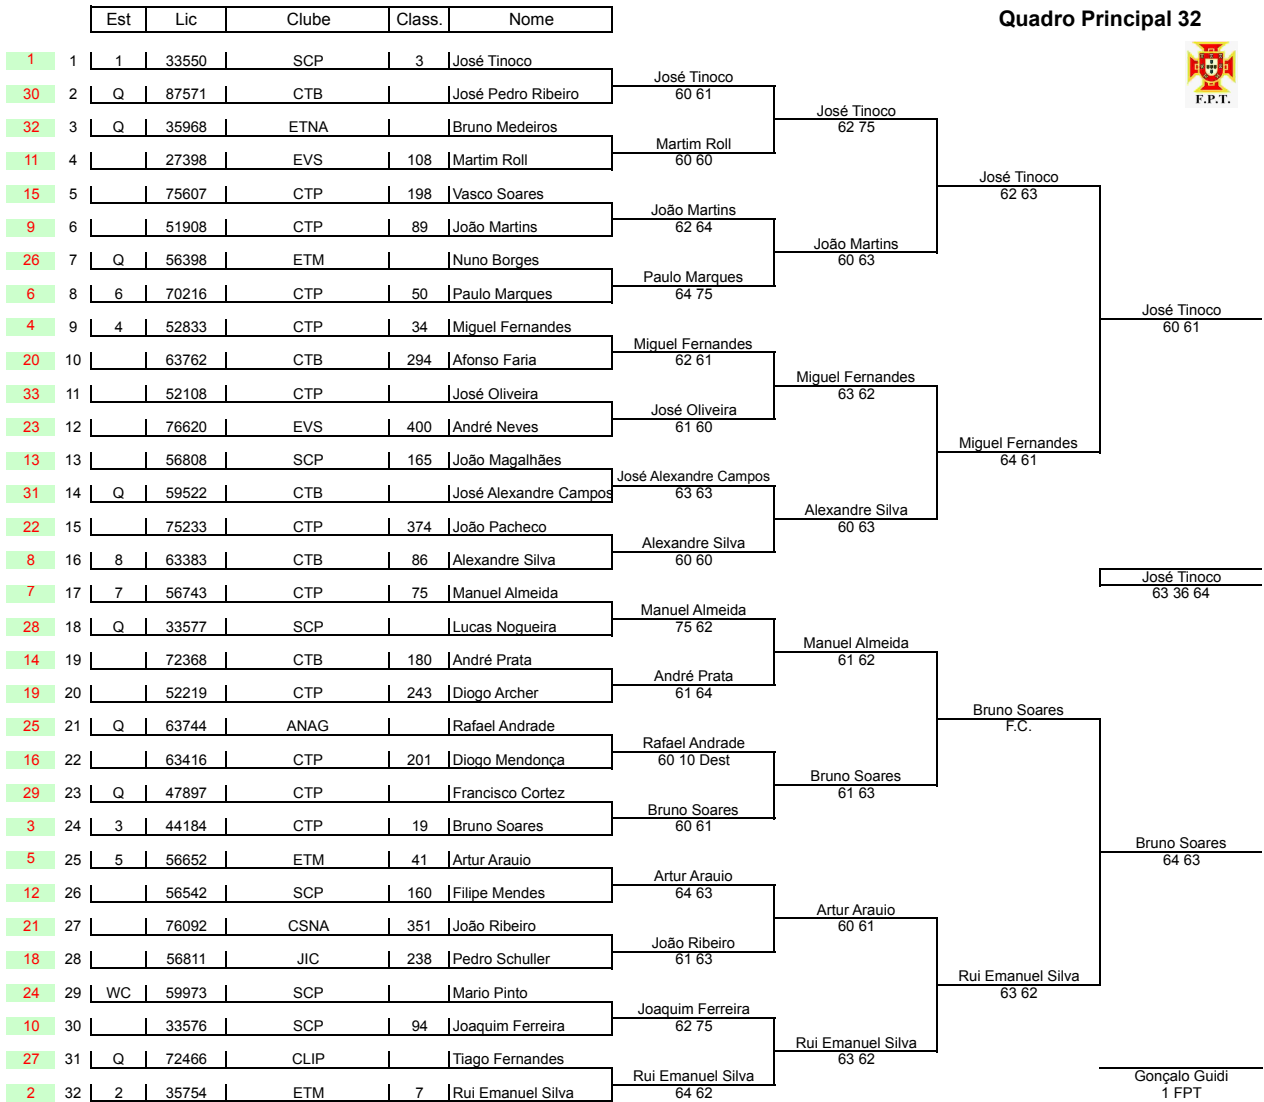 Est Lic Clube Class. Nome
Quadro Principal 32
F.P.T.
1 1 1 33550 SCP 3 José Tinoco
José Tinoco
60 61
30 2 Q 87571 CTB José Pedro Ribeiro
José Tinoco
62 75
32 3 Q 35968 ETNA Bruno Medeiros
Martim Roll
60 60
11 4 27398 EVS 108 Martim Roll
José Tinoco
62 63
15 5 75607 CTP 198 Vasco Soares
João Martins
62 64
9 6 51908 CTP 89 João Martins
João Martins
60 63
26 7 Q 56398 ETM Nuno Borges
Paulo Marques
64 75
6 8 6 70216 CTP 50 Paulo Marques
José Tinoco
60 61
4 9 4 52833 CTP 34 Miguel Fernandes
Miguel Fernandes
62 61
20 10 63762 CTB 294 Afonso Faria
Miguel Fernandes
63 62
33 11 52108 CTP José Oliveira
José Oliveira
61 60
23 12 76620 EVS 400 André Neves
Miguel Fernandes
64 61
13 13 56808 SCP 165 João Magalhães
José Alexandre Campos
63 63
31 14 Q 59522 CTB José Alexandre Campos
Alexandre Silva
60 63
22 15 75233 CTP 374 João Pacheco
Alexandre Silva
60 60
8 16 8 63383 CTB 86 Alexandre Silva
José Tinoco
63 36 64
7 17 7 56743 CTP 75 Manuel Almeida
Manuel Almeida
75 62
28 18 Q 33577 SCP Lucas Nogueira
Manuel Almeida
61 62
14 19 72368 CTB 180 André Prata
André Prata
61 64
19 20 52219 CTP 243 Diogo Archer
Bruno Soares
F.C.
25 21 Q 63744 ANAG Rafael Andrade
Rafael Andrade
60 10 Dest
16 22 63416 CTP 201 Diogo Mendonça
Bruno Soares
61 63
29 23 Q 47897 CTP Francisco Cortez
Bruno Soares
60 61
3 24 3 44184 CTP 19 Bruno Soares
Bruno Soares
64 63
5 25 5 56652 ETM 41 Artur Arauio
Artur Arauio
64 63
12 26 56542 SCP 160 Filipe Mendes
Artur Arauio
60 61
21 27 76092 CSNA 351 João Ribeiro
João Ribeiro
61 63
18 28 56811 JIC 238 Pedro Schuller
Rui Emanuel Silva
63 62
24 29 WC 59973 SCP Mario Pinto
Joaquim Ferreira
62 75
10 30 33576 SCP 94 Joaquim Ferreira
Rui Emanuel Silva
63 62
27 31 Q 72466 CLIP Tiago Fernandes
Rui Emanuel Silva
64 62
2 32 2 35754 ETM 7 Rui Emanuel Silva
Gonçalo Guidi
1 FPT